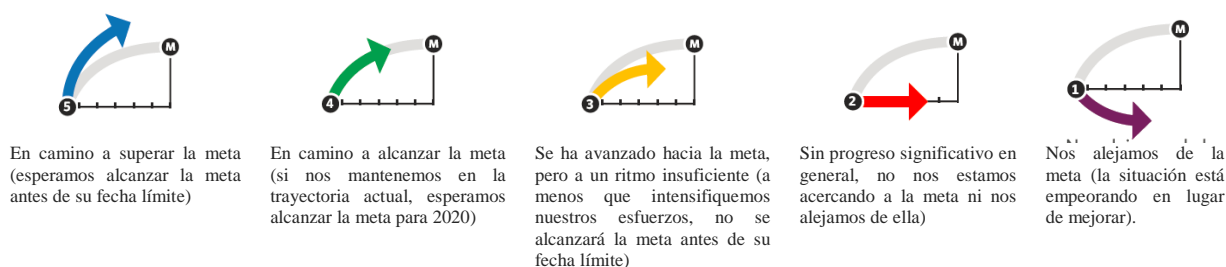 M
5
M
4
M
3
M
2
M
1
En camino a superar la meta
(esperamos alcanzar la meta
antes de su fecha límite)
En camino a alcanzar la meta
(si nos mantenemos en la
trayectoria actual, esperamos
alcanzar la meta para 2020)
Se ha avanzado hacia la meta,
pero a un ritmo insuficiente (a
menos que intensifiquemos
nuestros esfuerzos, no se
alcanzará la meta antes de su
fecha límite)
Sin progreso significativo en
general, no nos estamos
acercando a la meta ni nos
alejamos de ella)
Nos alejamos de la
meta (la situación está
empeorando en lugar
de mejorar).